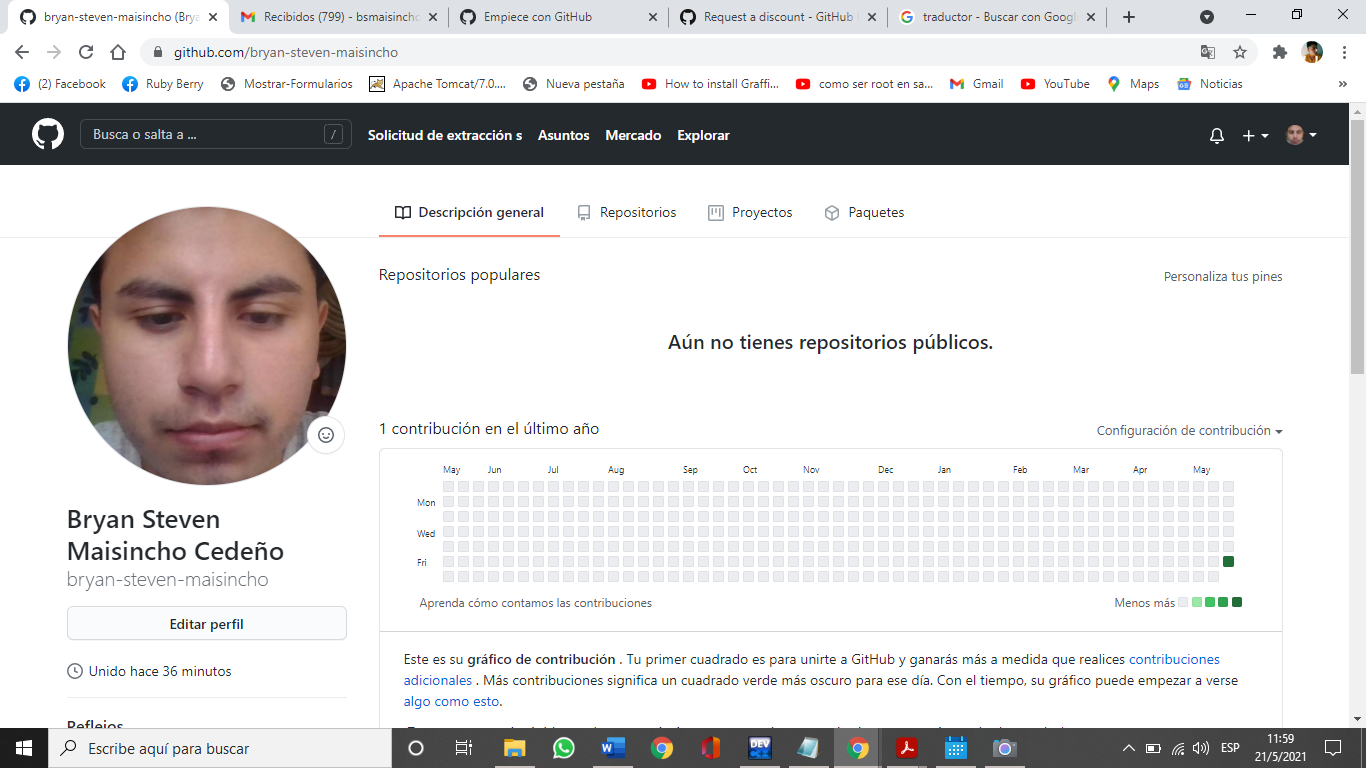 bryan-steven-maisincho (Brya
Recibidos (799) - bsmaisincho
Empiece con GitHub
Request a discount - GitHub
traductor - Buscar con Googl
github.com/bryan-steven-maisincho
(2) Facebook
Ruby Berry
Mostrar-Formularios
Apache Tomcat/7.0....
Nueva pestaña
How to install Graffi...
como ser root en sa...
Gmail
YouTube
Maps
Noticias
»
Busca o salta a ...
/
Solicitud de extracción s
Asuntos
Mercado
Explorar
Descripción general
Repositorios
Proyectos
Paquetes
Repositorios populares
Personaliza tus pines
Aún no tienes repositorios públicos.
Bryan Steven
Maisincho Cedeño
bryan-steven-maisincho
Editar perfil
Unido hace 36 minutos
Reflejos
1 contribución en el último año
Configuración de contribución
May Jun Jul Aug Sep Oct Nov Dec Jan Feb Mar Apr May
Mon
Wed
Fri
Aprenda cómo contamos las contribuciones
Menos más
Este es su gráfico de contribución . Tu primer cuadrado es para unirte a GitHub y ganarás más a medida que realices contribuciones
adicionales . Más contribuciones significa un cuadrado verde más oscuro para ese día. Con el tiempo, su gráfico puede empezar a verse
algo como esto.
Escribe aquí para buscar
DEV
ESP
11:59
21/5/2021